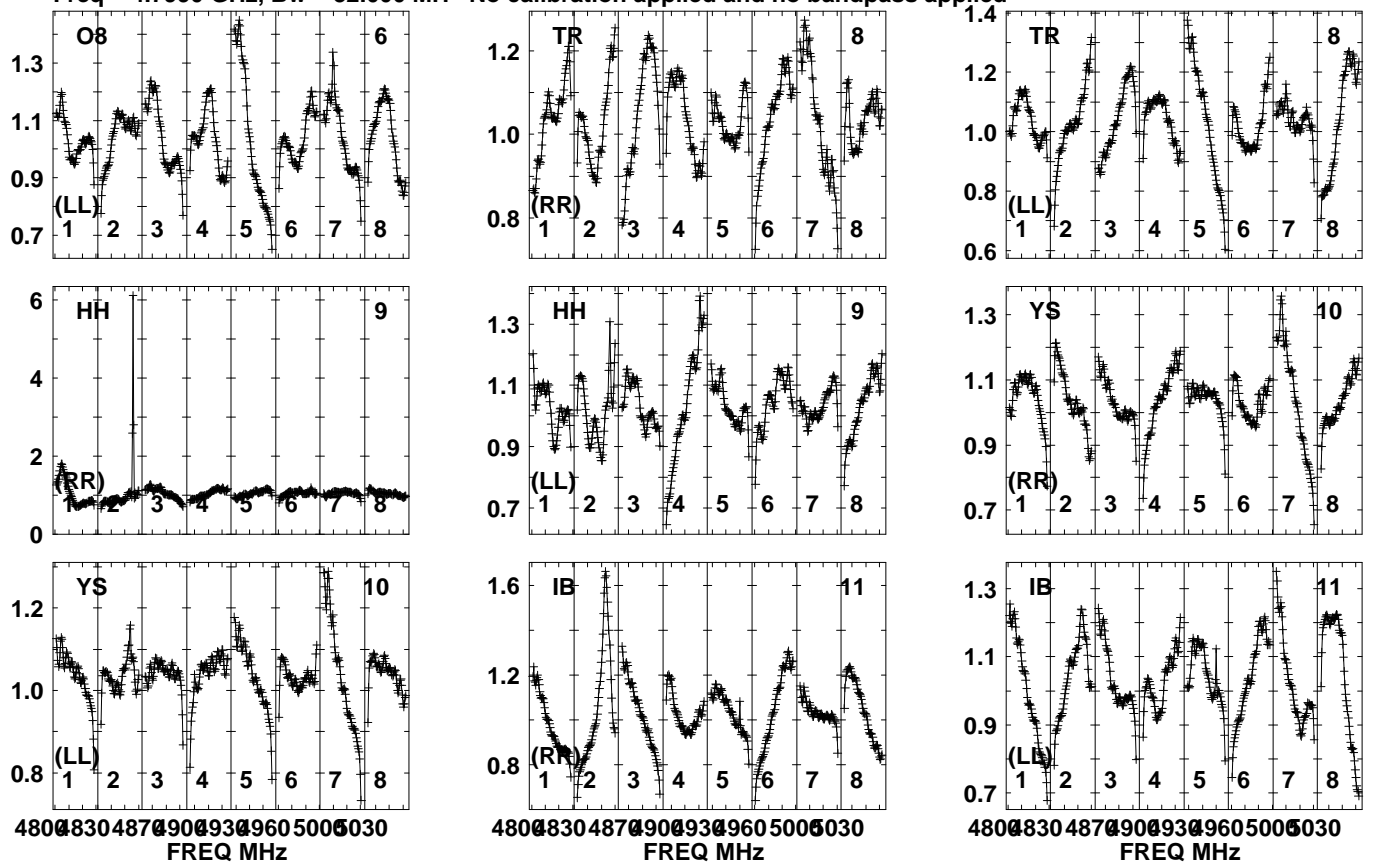 No calibration applied and no bandpass applied
O8 6
1.3
1.1
0.9
0.7
(LL)
1 2 3 4 5 6 7 8
TR 8
1.2
1.0
0.8
(RR)
1 2 3 4 5 6 7 8
TR 8
1.4
1.2
1.0
0.8
0.6
(LL)
1 2 3 4 5 6 7 8
HH 9
6
4
2
0
(RR)
1 2 3 4 5 6 7 8
HH 9
1.3
1.1
0.9
0.7
(LL)
1 2 3 4 5 6 7 8
YS 10
1.3
1.1
0.9
0.7
(RR)
1 2 3 4 5 6 7 8
YS 10
1.2
1.0
0.8
(LL)
1 2 3 4 5 6 7 8
IB 11
1.6
1.2
0.8
(RR)
1 2 3 4 5 6 7 8
IB 11
1.3
1.1
0.9
0.7
(LL)
1 2 3 4 5 6 7 8
4800 4830 4870 4900 4930 4960 5000 5030
FREQ MHz
4800 4830 4870 4900 4930 4960 5000 5030
FREQ MHz
4800 4830 4870 4900 4930 4960 5000 5030
FREQ MHz